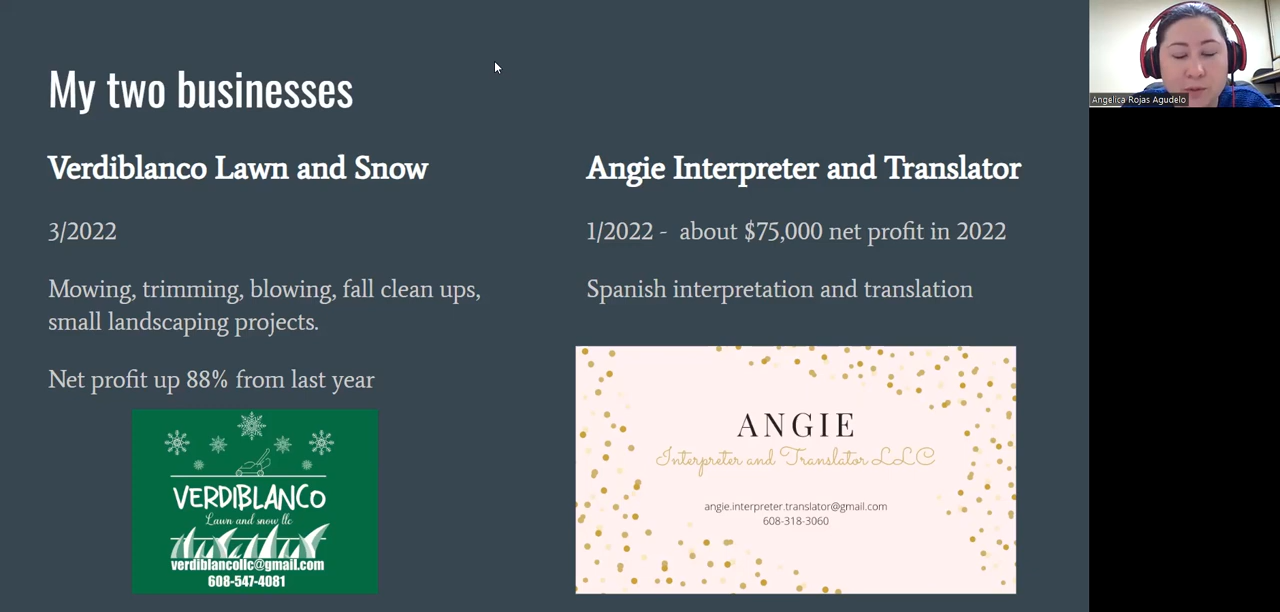 My two businesses
Verdiblanco Lawn and Snow
3/2022
Mowing, trimming, blowing, fall clean ups,
small landscaping projects.
Net profit up 88% from last year
VERDIBLANCO
Lawn and snow llc
verdiblancollc@gmail.com
608-547-4081
Angie Interpreter and Translator
1/2022 - about $75,000 net profit in 2022
Spanish interpretation and translation
ANGIE
Interpreter and Translator LLC
angie.interpreter.translator@gmail.com
608-318-3060
Angelica Rojas Agudelo